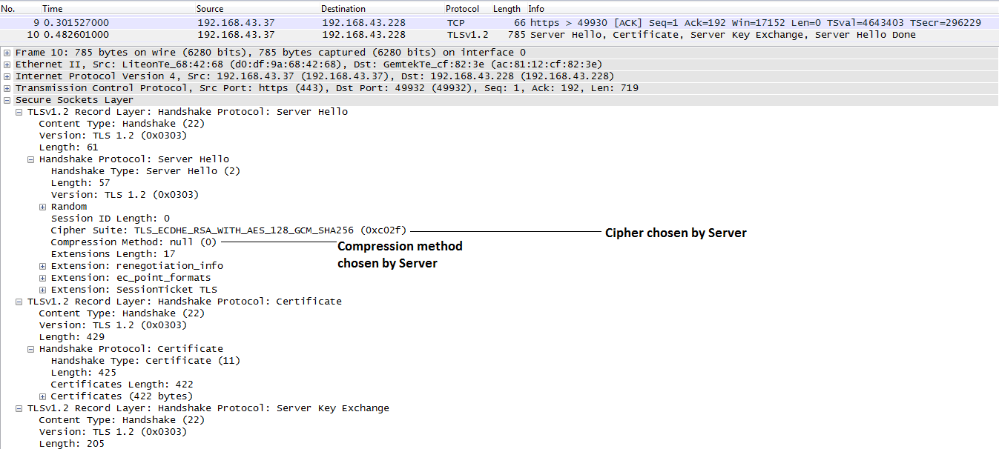 No. Time Source Destination Protocol Length Info
9 0.301527000 192.168.43.37 192.168.43.228 TCP 66 https > 49930 [ACK] Seq=1 Ack=192 Win=17152 Len=0 TSval=4643403 TSecr=296229
10 0.482601000 192.168.43.37 192.168.43.228 TLSv1.2 785 Server Hello, Certificate, Server Key Exchange, Server Hello Done
Frame 10: 785 bytes on wire (6280 bits), 785 bytes captured (6280 bits) on interface 0
Ethernet II, Src: LiteonTe_68:42:68 (d0:df:9a:68:42:68), Dst: GemtekTe_cf:82:3e (ac:81:12:cf:82:3e)
Internet Protocol Version 4, Src: 192.168.43.37 (192.168.43.37), Dst: 192.168.43.228 (192.168.43.228)
Transmission Control Protocol, Src Port: https (443), Dst Port: 49932 (49932), Seq: 1, Ack: 192, Len: 719
Secure Sockets Layer
TLSv1.2 Record Layer: Handshake Protocol: Server Hello
Content Type: Handshake (22)
Version: TLS 1.2 (0x0303)
Length: 61
Handshake Protocol: Server Hello
Handshake Type: Server Hello (2)
Length: 57
Version: TLS 1.2 (0x0303)
Random
Session ID Length: 0
Cipher Suite: TLS_ECDHE_RSA_WITH_AES_128_GCM_SHA256 (0xc02f) Cipher chosen by Server
Compression Method: null (0) Compression method
chosen by Server
Extensions Length: 17
Extension: renegotiation_info
Extension: ec_point_formats
Extension: SessionTicket TLS
TLSv1.2 Record Layer: Handshake Protocol: Certificate
Content Type: Handshake (22)
Version: TLS 1.2 (0x0303)
Length: 429
Handshake Protocol: Certificate
Handshake Type: Certificate (11)
Length: 425
Certificates Length: 422
Certificates (422 bytes)
TLSv1.2 Record Layer: Handshake Protocol: Server Key Exchange
Content Type: Handshake (22)
Version: TLS 1.2 (0x0303)
Length: 205